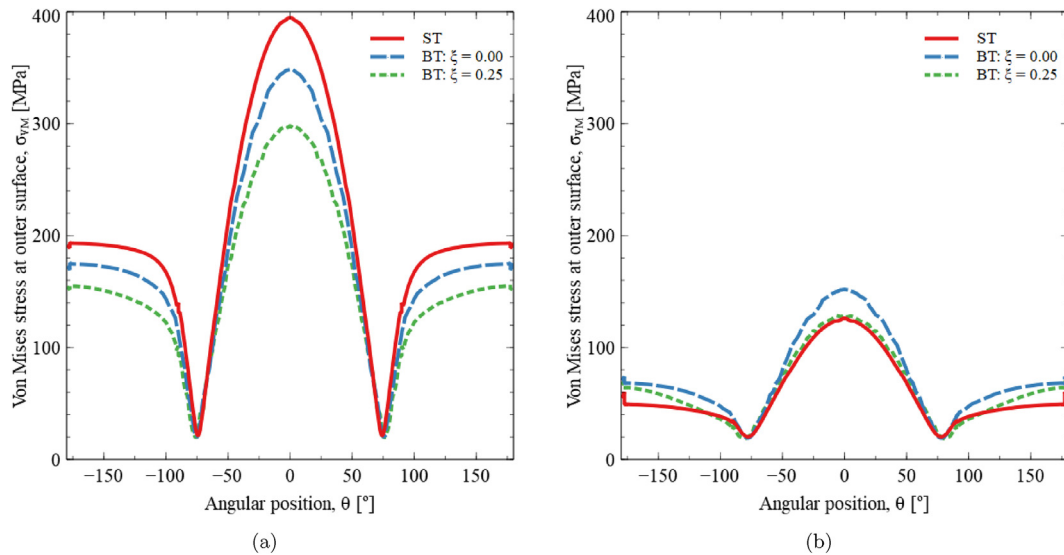 400
300
200
100
0
Von Mises stress at outer surface, σvM [MPa]
ST
BT: ξ = 0.00
BT: ξ = 0.25
−150 −100 −50 0 50 100 150
Angular position, θ [°]
(a)
400
300
200
100
0
Von Mises stress at outer surface, σvM [MPa]
ST
BT: ξ = 0.00
BT: ξ = 0.25
−150 −100 −50 0 50 100 150
Angular position, θ [°]
(b)